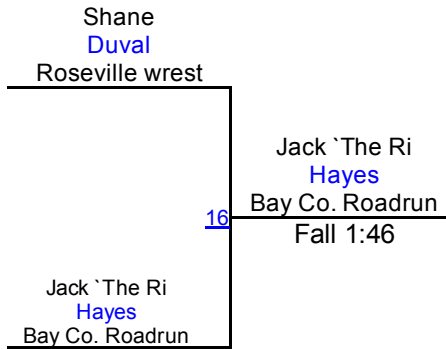 Shane
Duval
Roseville wrest
Jack `The Ri
Hayes
Bay Co. Roadrun
16
Fall 1:46
Jack `The Ri
Hayes
Bay Co. Roadrun